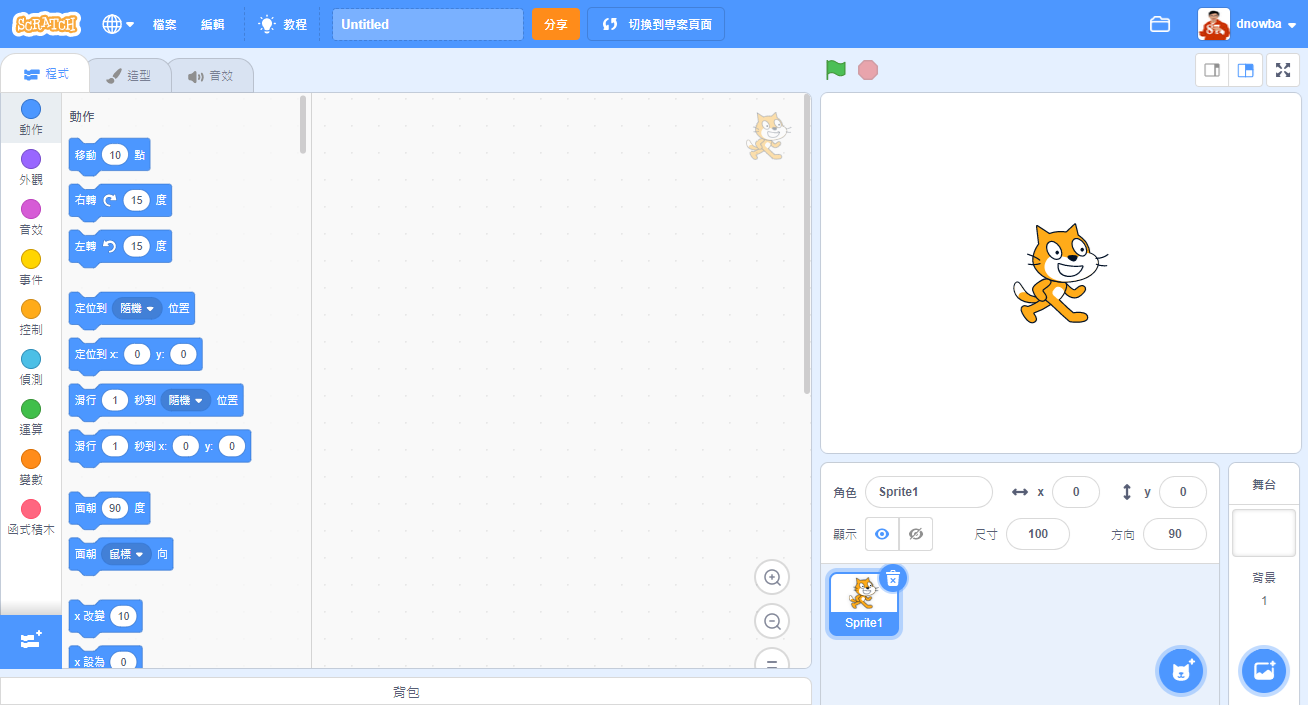 SCRATCH 檔案 編輯 教程 Untitled 分享 切換到專案頁面 dnowba
程式 造型 音效
動作
外觀
音效
事件
控制
偵測
運算
變數
函式積木
動作
移動 10 點
右轉 15 度
左轉 15 度
定位到 隨機 位置
定位到 x: 0 y: 0
滑行 1 秒到 隨機 位置
滑行 1 秒到 x: 0 y: 0
面朝 90 度
面朝 鼠標 向
x 改變 10
x 設為 0
背包
角色 Sprite1 x 0 y 0
顯示 尺寸 100 方向 90
Sprite1
舞台
背景
1